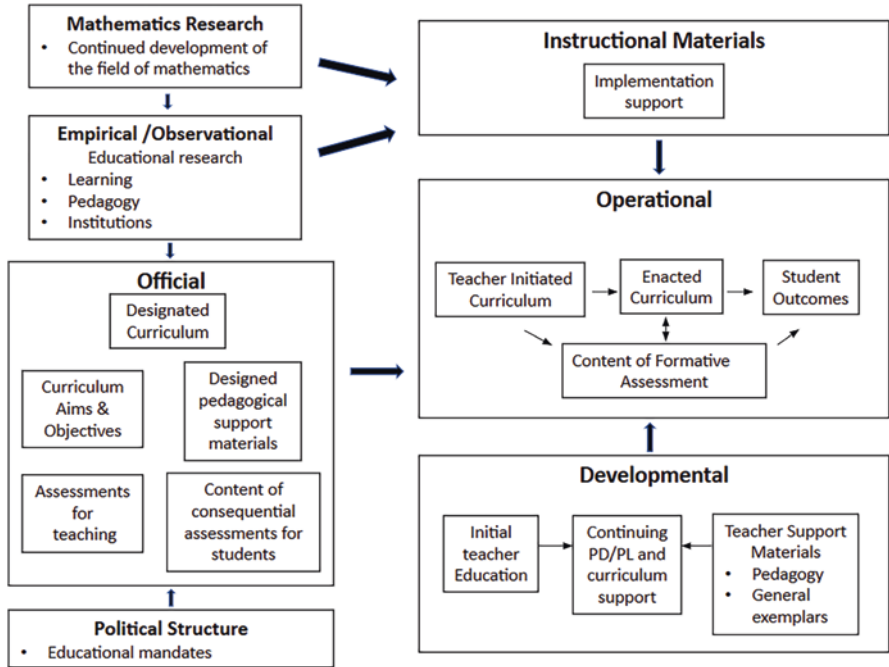 Mathematics Research
• Continued development of
the field of mathematics
Empirical /Observational
Educational research
• Learning
• Pedagogy
• Institutions
Official
Designated
Curriculum
Curriculum
Aims &
Objectives
Designed
pedagogical
support
materials
Assessments
for
teaching
Content of
consequential
assessments for
students
Political Structure
• Educational mandates
Instructional Materials
Implementation
support
Operational
Teacher Initiated
Curriculum
Enacted
Curriculum
Student
Outcomes
Content of Formative
Assessment
Developmental
Initial
teacher
Education
Continuing
PD/PL and
curriculum
support
Teacher Support
Materials
• Pedagogy
• General
exemplars